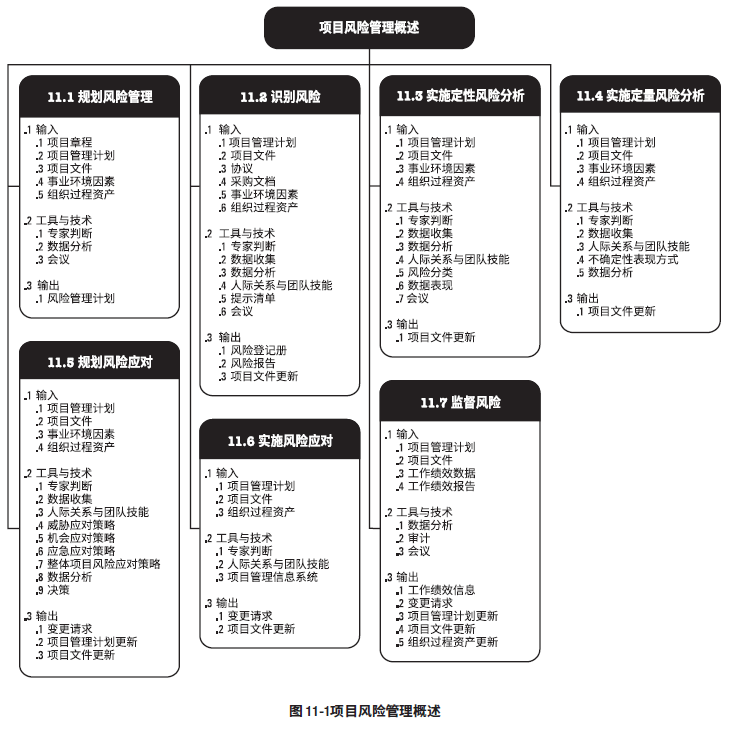 项目风险管理概述
11.1 规划风险管理
.1 输入
.1 项目章程
.2 项目管理计划
.3 项目文件
.4 事业环境因素
.5 组织过程资产
.2 工具与技术
.1 专家判断
.2 数据分析
.3 会议
.3 输出
.1 风险管理计划
11.2 识别风险
.1 输入
.1 项目管理计划
.2 项目文件
.3 协议
.4 采购文档
.5 事业环境因素
.6 组织过程资产
.2 工具与技术
.1 专家判断
.2 数据收集
.3 数据分析
.4 人际关系与团队技能
.5 提示清单
.6 会议
.3 输出
.1 风险登记册
.2 风险报告
.3 项目文件更新
11.3 实施定性风险分析
.1 输入
.1 项目管理计划
.2 项目文件
.3 事业环境因素
.4 组织过程资产
.2 工具与技术
.1 专家判断
.2 数据收集
.3 数据分析
.4 人际关系与团队技能
.5 风险分类
.6 数据表现
.7 会议
.3 输出
.1 项目文件更新
11.4 实施定量风险分析
.1 输入
.1 项目管理计划
.2 项目文件
.3 事业环境因素
.4 组织过程资产
.2 工具与技术
.1 专家判断
.2 数据收集
.3 人际关系与团队技能
.4 不确定性表现方式
.5 数据分析
.3 输出
.1 项目文件更新
11.5 规划风险应对
.1 输入
.1 项目管理计划
.2 项目文件
.3 事业环境因素
.4 组织过程资产
.2 工具与技术
.1 专家判断
.2 数据收集
.3 人际关系与团队技能
.4 威胁应对策略
.5 机会应对策略
.6 应急应对策略
.7 整体项目风险应对策略
.8 数据分析
.9 决策
.3 输出
.1 变更请求
.2 项目管理计划更新
.3 项目文件更新
11.6 实施风险应对
.1 输入
.1 项目管理计划
.2 项目文件
.3 组织过程资产
.2 工具与技术
.1 专家判断
.2 人际关系与团队技能
.3 项目管理信息系统
.3 输出
.1 变更请求
.2 项目文件更新
11.7 监督风险
.1 输入
.1 项目管理计划
.2 项目文件
.3 工作绩效数据
.4 工作绩效报告
.2 工具与技术
.1 数据分析
.2 审计
.3 会议
.3 输出
.1 工作绩效信息
.2 变更请求
.3 项目管理计划更新
.4 项目文件更新
.5 组织过程资产更新
图 11-1项目风险管理概述